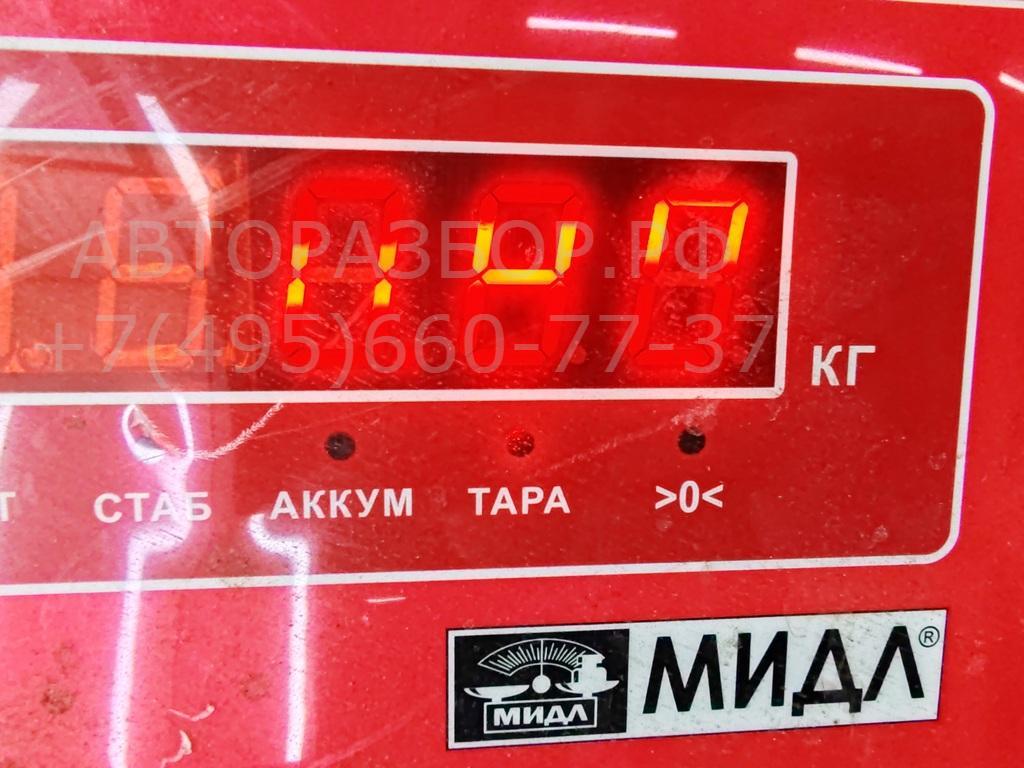 АВТОРАЗБОР.РФ
+7(495)660-77-37
КГ
СТАБ АККУМ ТАРА >0<
МИДЛ
МИДЛ®